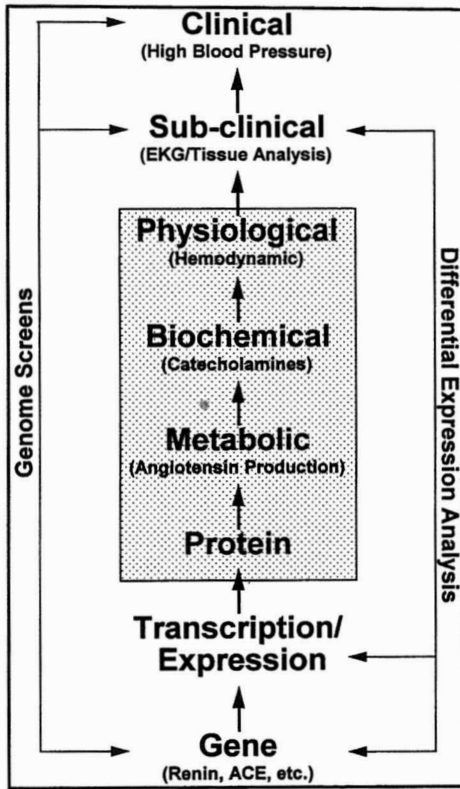 Clinical
(High Blood Pressure)
Sub-clinical
(EKG/Tissue Analysis)
Physiological
(Hemodynamic)
Biochemical
(Catecholamines)
Metabolic
(Angiotensin Production)
Protein
Transcription/
Expression
Gene
(Renin, ACE, etc.)
Genome Screens
Differential Expression Analysis